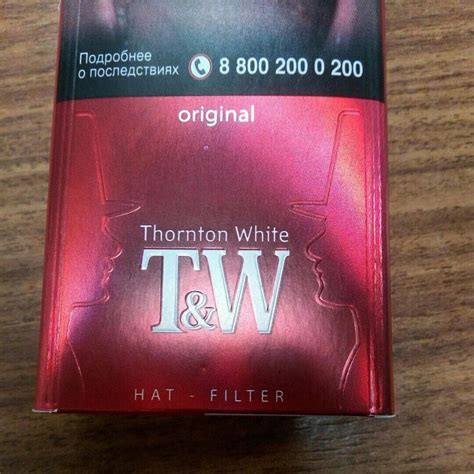 Подробнее
о последствиях 8 800 200 0 200
original
Thornton White
T&W
HAT - FILTER